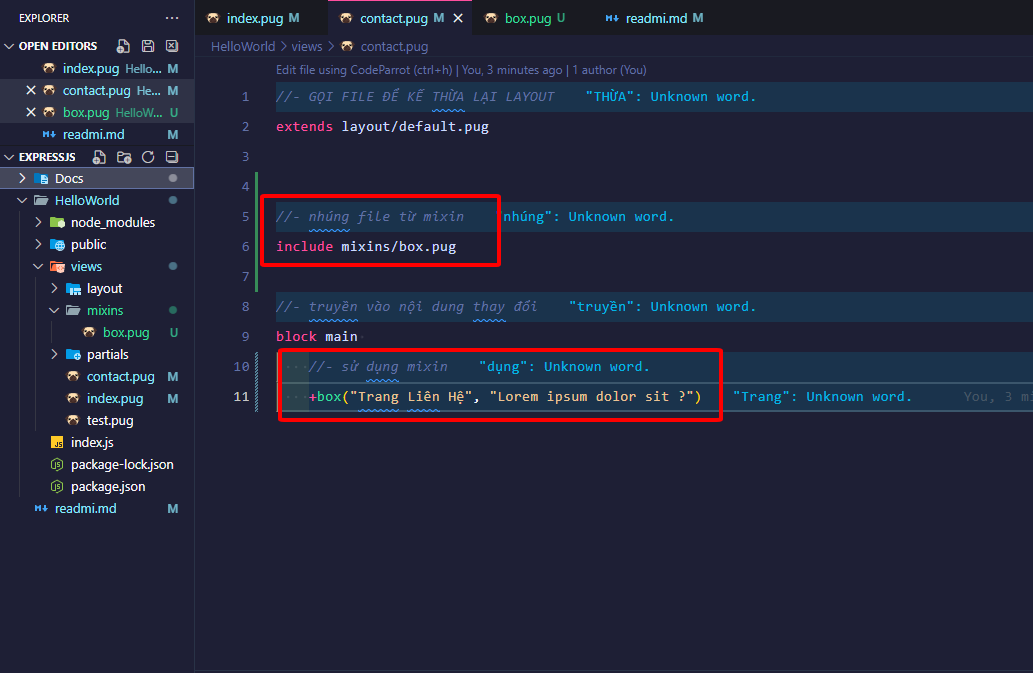 EXPLORER ···
OPEN EDITORS
index.pug Hello... M
contact.pug He... M
box.pug HelloW... U
readmi.md M
EXPRESSJS
Docs
HelloWorld
node_modules
public
views
layout
mixins
box.pug U
partials
contact.pug M
index.pug M
test.pug
JS index.js
package-lock.json
package.json
readmi.md M
index.pug M contact.pug M box.pug U readmi.md M
HelloWorld > views > contact.pug
Edit file using CodeParrot (ctrl+h) | You, 3 minutes ago | 1 author (You)
1 //- GỌI FILE ĐỂ KẾ THỪA LẠI LAYOUT "THỪA": Unknown word.
2 extends layout/default.pug
3
4
5 //- nhúng file từ mixin "nhúng": Unknown word.
6 include mixins/box.pug
7
8 //- truyền vào nội dung thay đổi "truyền": Unknown word.
9 block main
10 //- sử dụng mixin "dụng": Unknown word.
11 +box("Trang Liên Hệ", "Lorem ipsum dolor sit ?") "Trang": Unknown word. You, 3